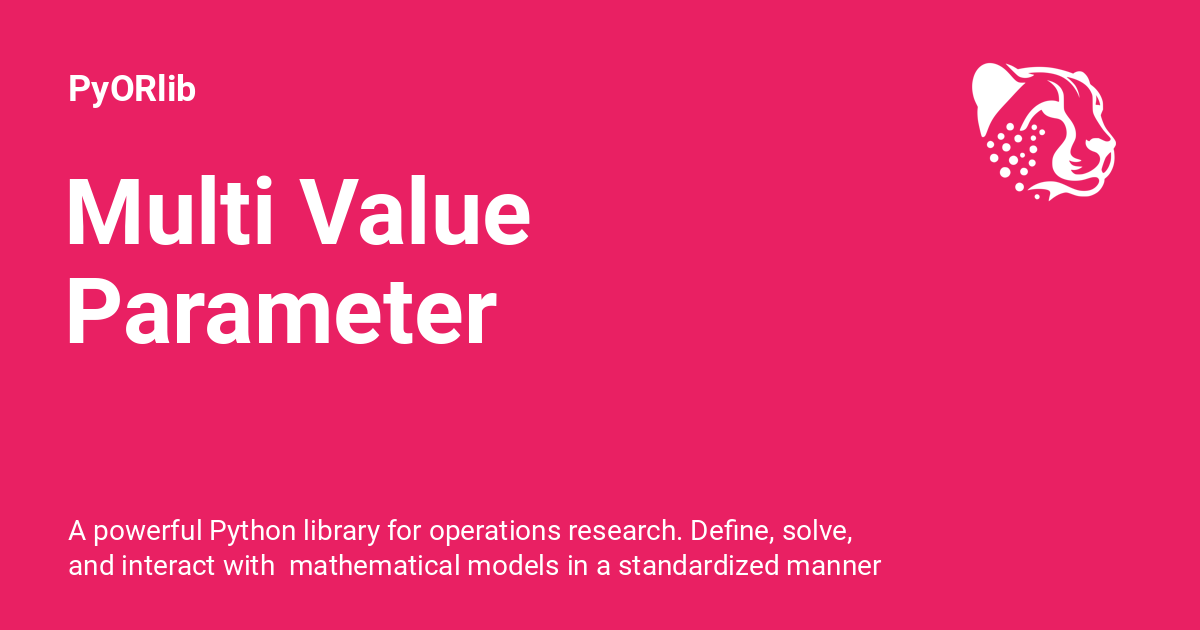 PyORlib
Multi Value
Parameter
A powerful Python library for operations research. Define, solve,
and interact with  mathematical models in a standardized manner